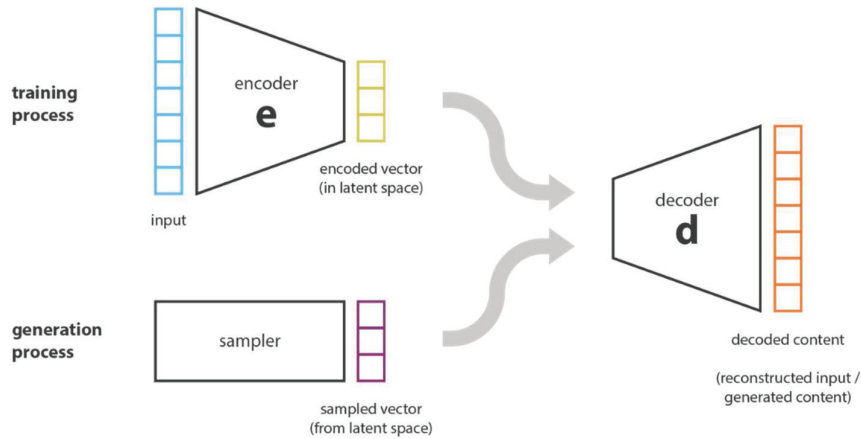 training
process
encoder
e
encoded vector
(in latent space)
input
decoder
d
generation
process
sampler
sampled vector
(from latent space)
decoded content
(reconstructed input /
generated content)